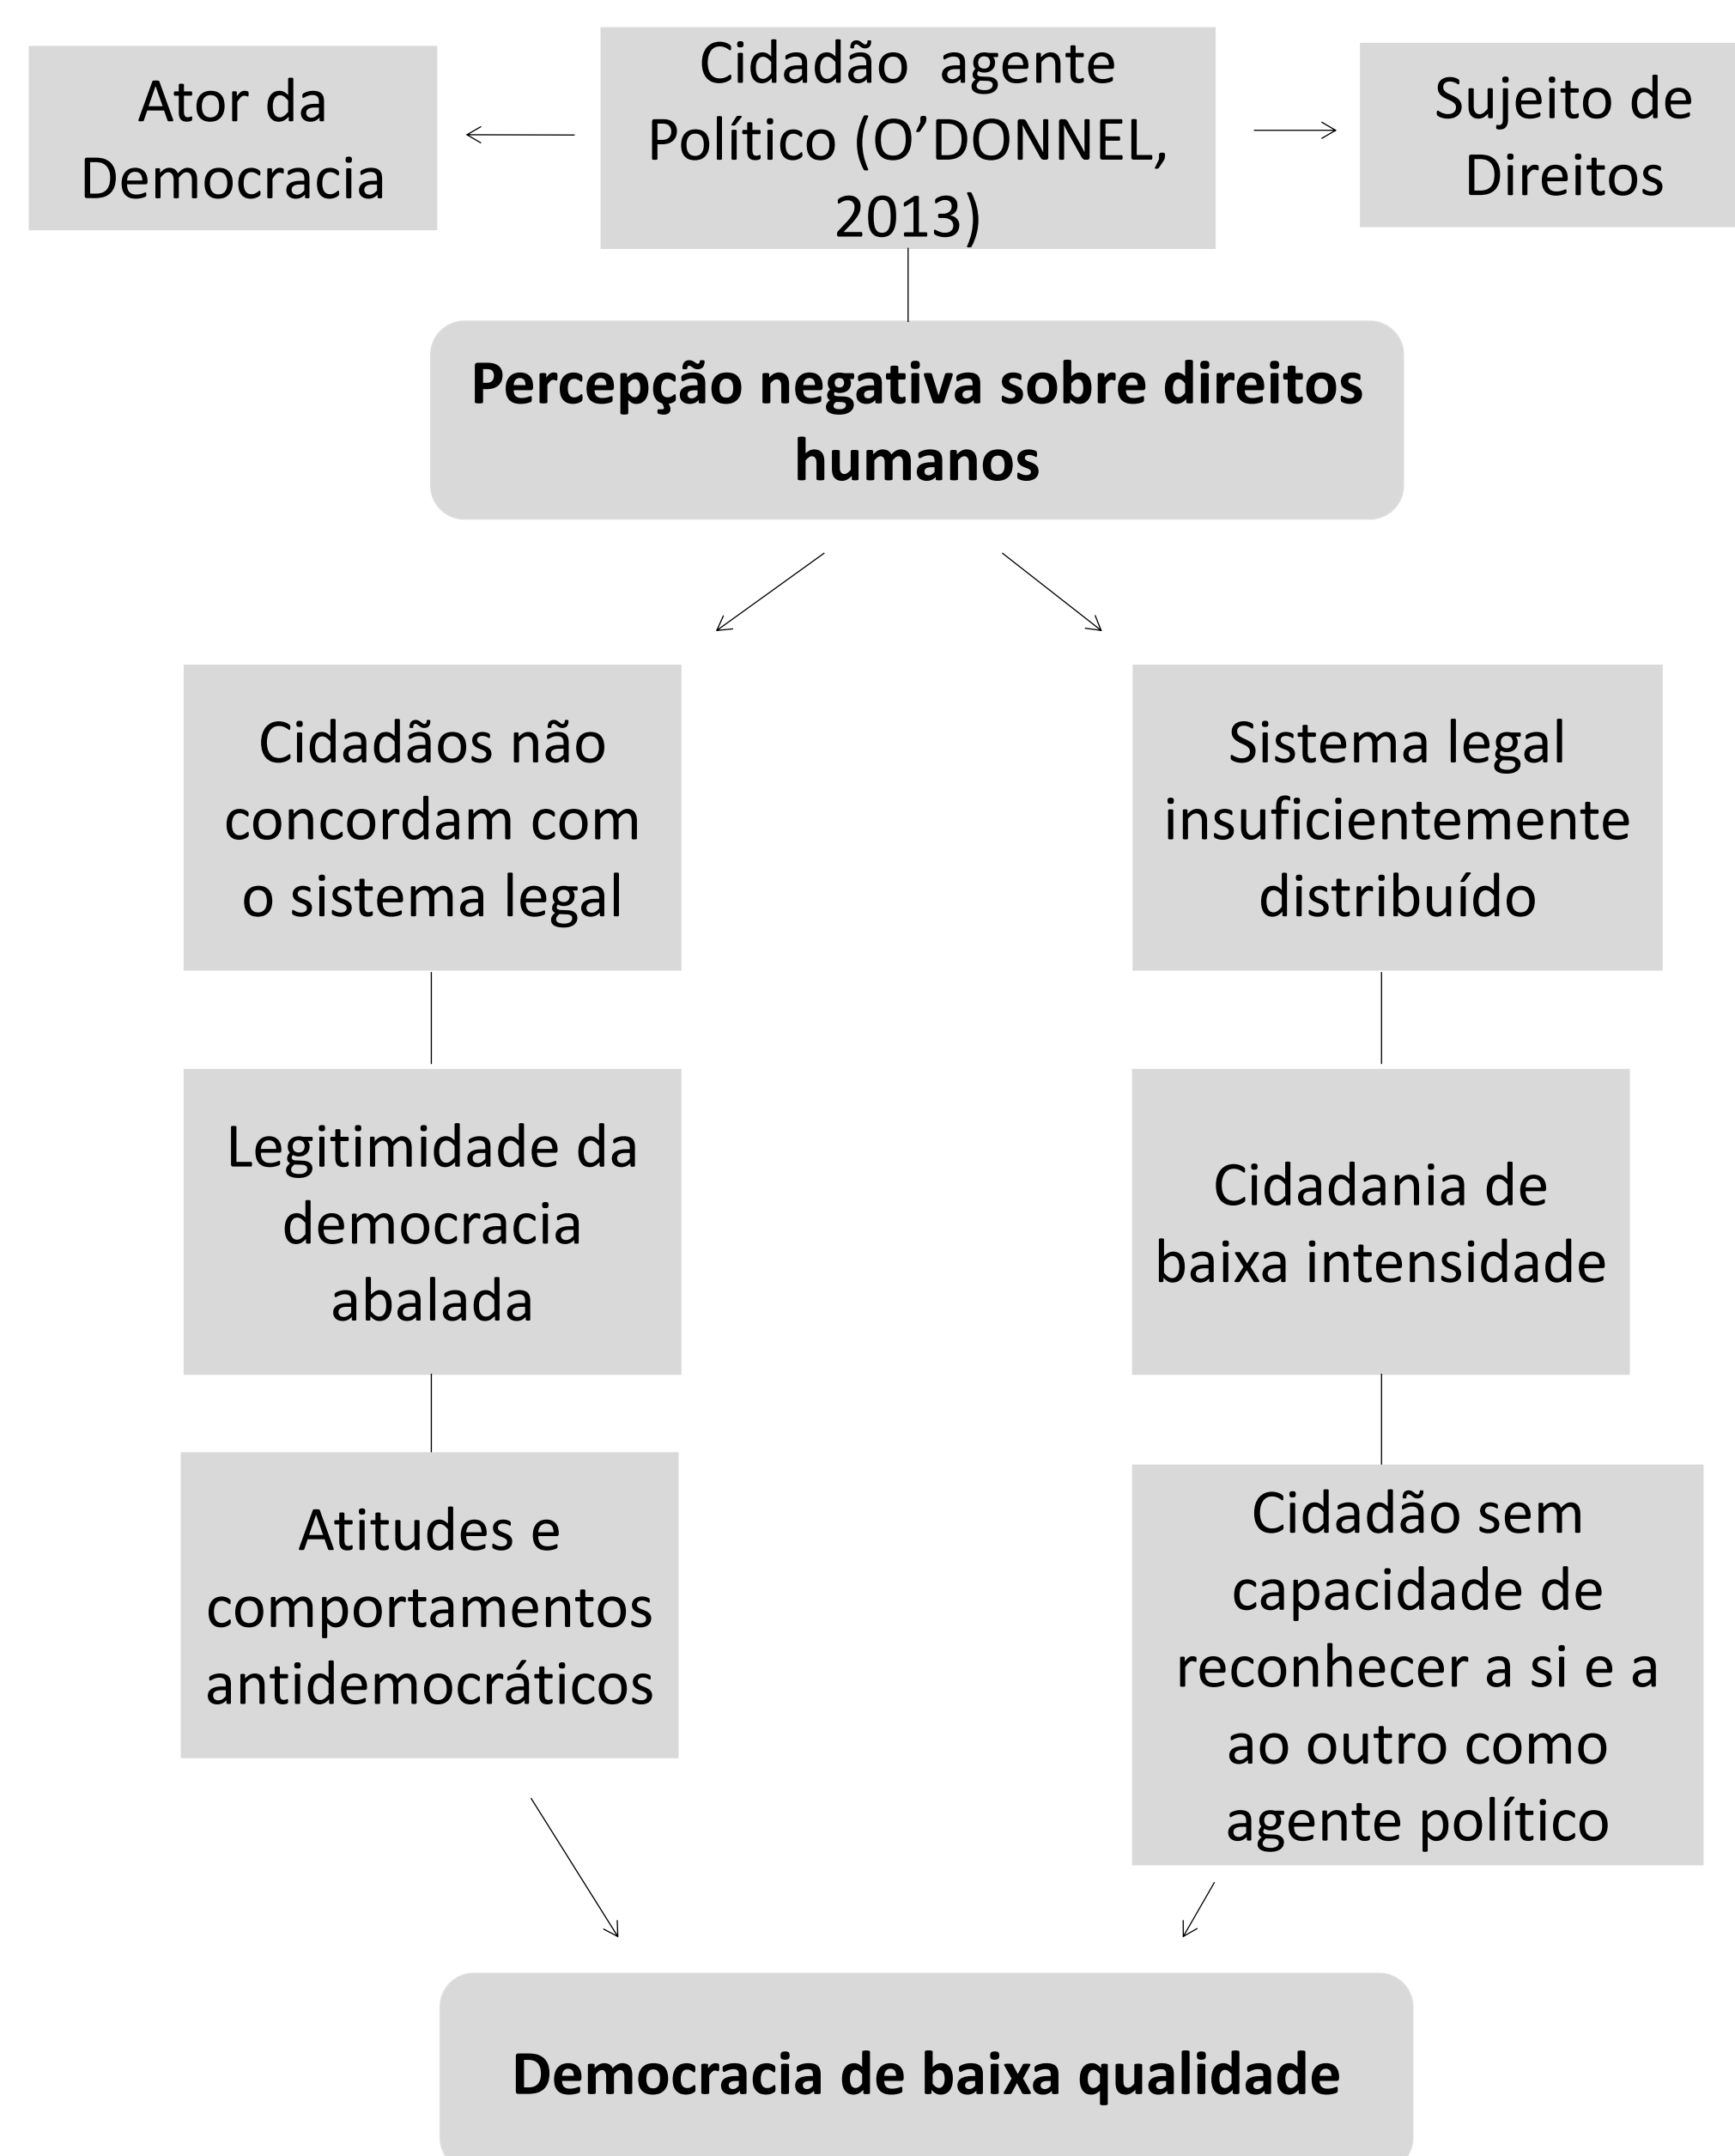 Ator da
Democracia
Cidadão agente
Político (O'DONNEL,
2013)
Sujeito de
Direitos
Percepção negativa sobre direitos
humanos
Cidadãos não
concordam com
o sistema legal
Sistema legal
insuficientemente
distribuído
Legitimidade da
democracia
abalada
Cidadania de
baixa intensidade
Atitudes e
comportamentos
antidemocráticos
Cidadão sem
capacidade de
reconhecer a si e a
ao outro como
agente político
Democracia de baixa qualidade